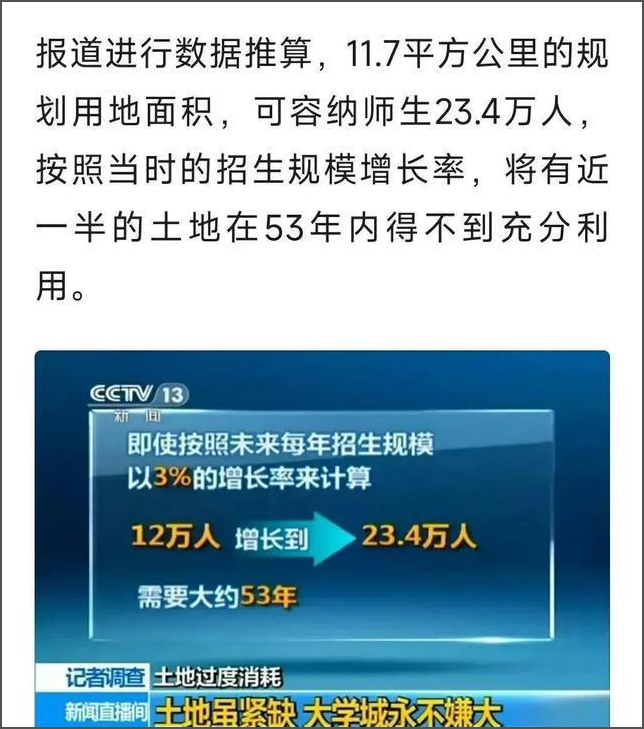 报道进行数据推算，11.7平方公里的规
划用地面积，可容纳师生23.4万人，
按照当时的招生规模增长率，将有近
一半的土地在53年内得不到充分利
用。
CCTV 13
新闻
即使按照未来每年招生规模
以3%的增长率来计算
12万人 增长到 23.4万人
需要大约53年
记者调查 土地过度消耗
新闻直播间 土地虽紧缺 大学城永不嫌大